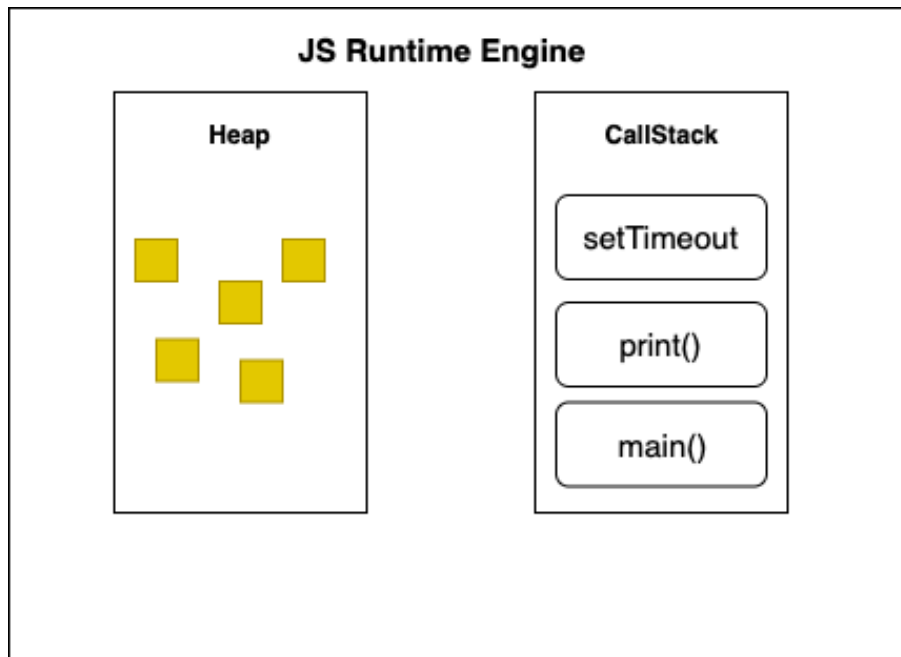 JS Runtime Engine
Heap
CallStack
setTimeout
print()
main()